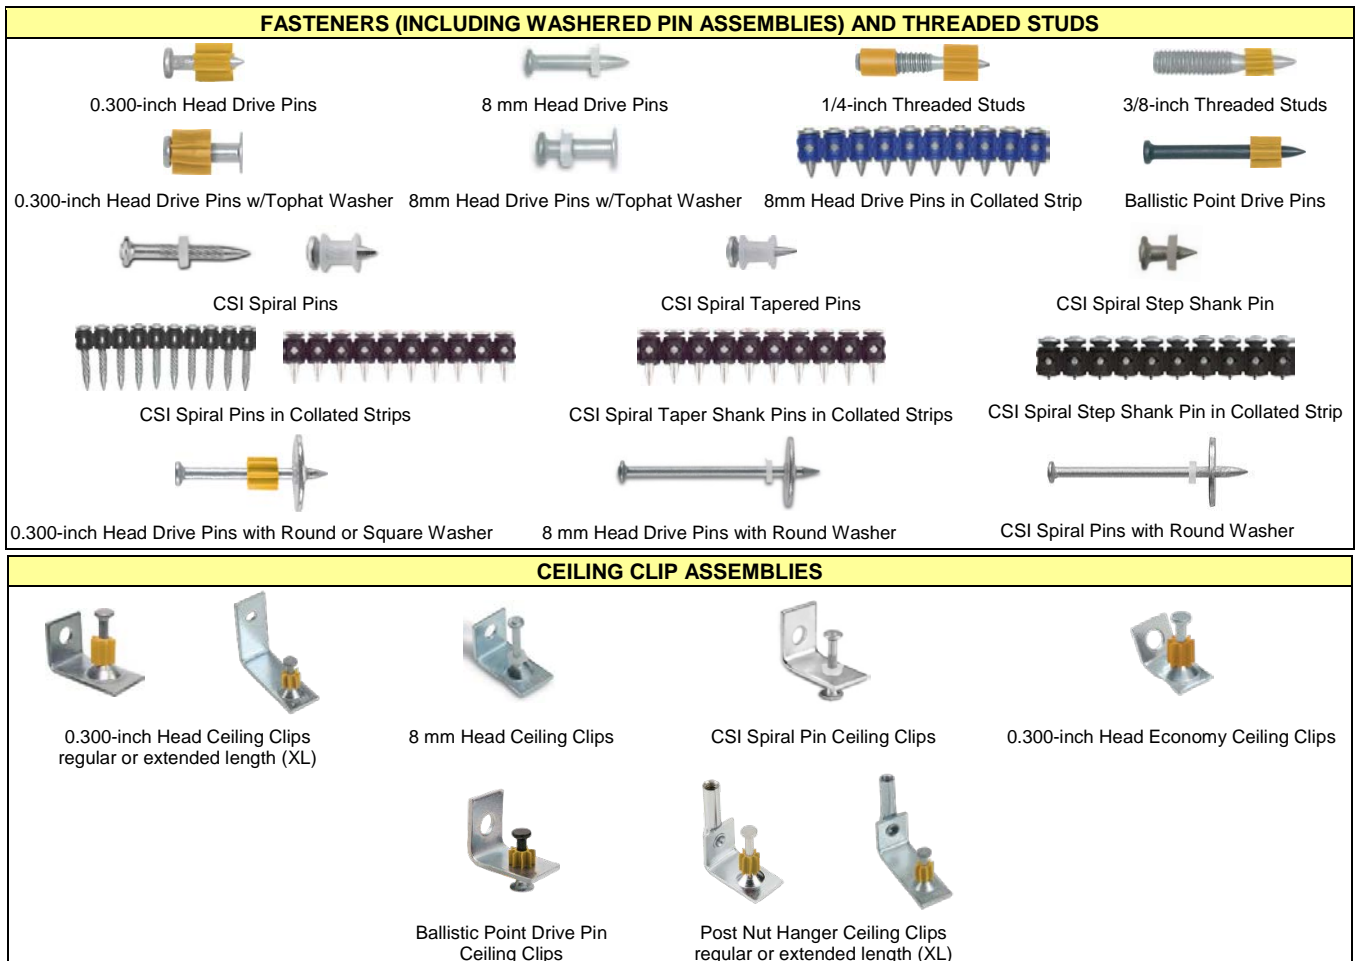 FASTENERS (INCLUDING WASHERED PIN ASSEMBLIES) AND THREADED STUDS
0.300-inch Head Drive Pins
8 mm Head Drive Pins
1/4-inch Threaded Studs
3/8-inch Threaded Studs
0.300-inch Head Drive Pins w/Tophat Washer
8mm Head Drive Pins w/Tophat Washer
8mm Head Drive Pins in Collated Strip
Ballistic Point Drive Pins
CSI Spiral Pins
CSI Spiral Tapered Pins
CSI Spiral Step Shank Pin
CSI Spiral Pins in Collated Strips
CSI Spiral Taper Shank Pins in Collated Strips
CSI Spiral Step Shank Pin in Collated Strip
0.300-inch Head Drive Pins with Round or Square Washer
8 mm Head Drive Pins with Round Washer
CSI Spiral Pins with Round Washer
CEILING CLIP ASSEMBLIES
0.300-inch Head Ceiling Clips
regular or extended length (XL)
8 mm Head Ceiling Clips
CSI Spiral Pin Ceiling Clips
0.300-inch Head Economy Ceiling Clips
Ballistic Point Drive Pin
Ceiling Clips
Post Nut Hanger Ceiling Clips
regular or extended length (XL)